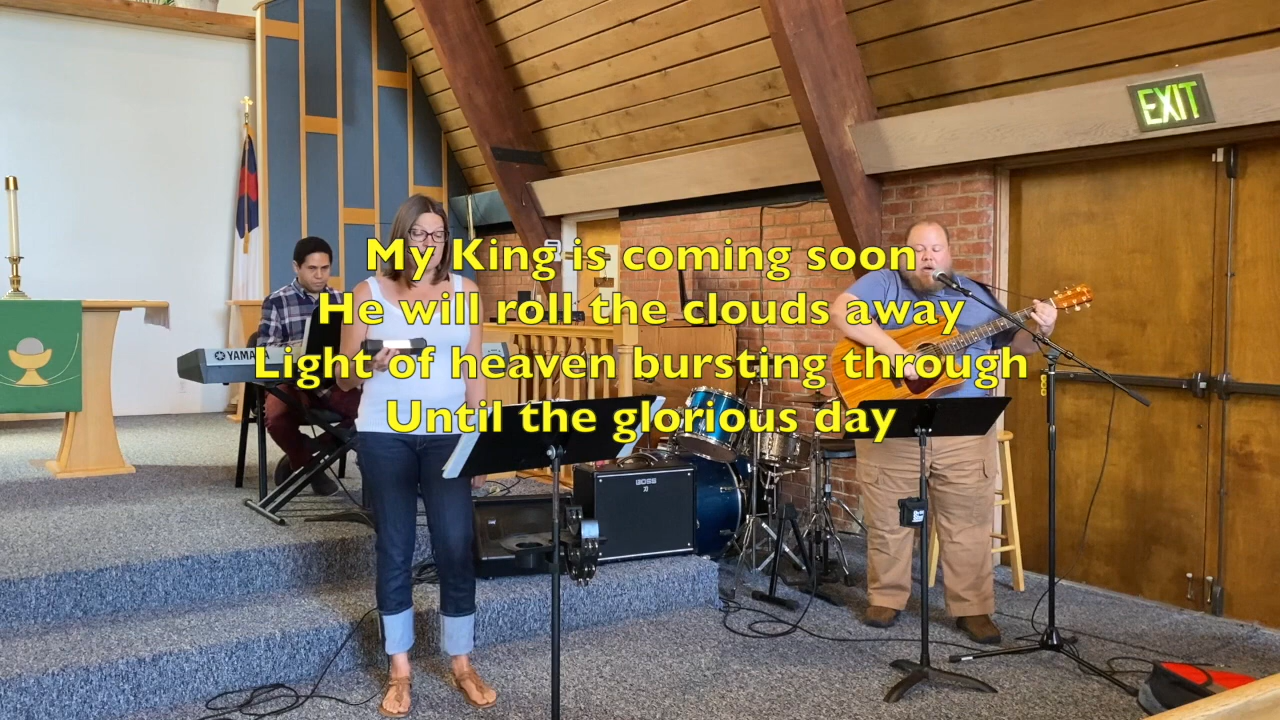 EXIT
My King is coming soon
He will roll the clouds away
YAMAHA
Light of heaven bursting through
Until the glorious day
BOSS